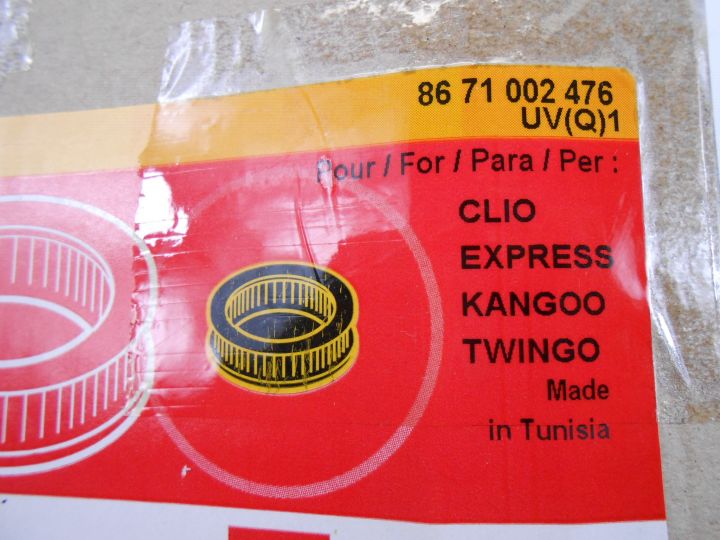 86 71 002 476
UV(Q)1
Pour / For / Para / Per :
CLIO
EXPRESS
KANGOO
TWINGO
Made
in Tunisia